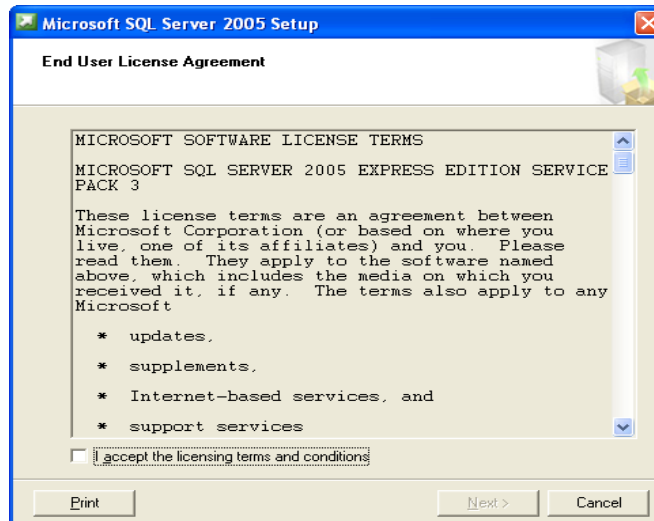 Microsoft SQL Server 2005 Setup
End User License Agreement
MICROSOFT SOFTWARE LICENSE TERMS
MICROSOFT SQL SERVER 2005 EXPRESS EDITION SERVICE
PACK 3
These license terms are an agreement between
Microsoft Corporation (or based on where you
live, one of its affiliates) and you.  Please
read them.  They apply to the software named
above, which includes the media on which you
received it, if any.  The terms also apply to any
Microsoft
* updates,
* supplements,
* Internet-based services, and
* support services
I accept the licensing terms and conditions
Print
Next >
Cancel